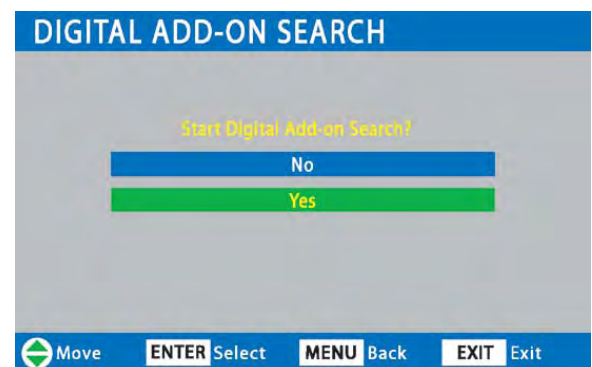 DIGITAL ADD-ON SEARCH
Start Digital Add-on Search?
No
Yes
Move ENTER Select MENU Back EXIT Exit